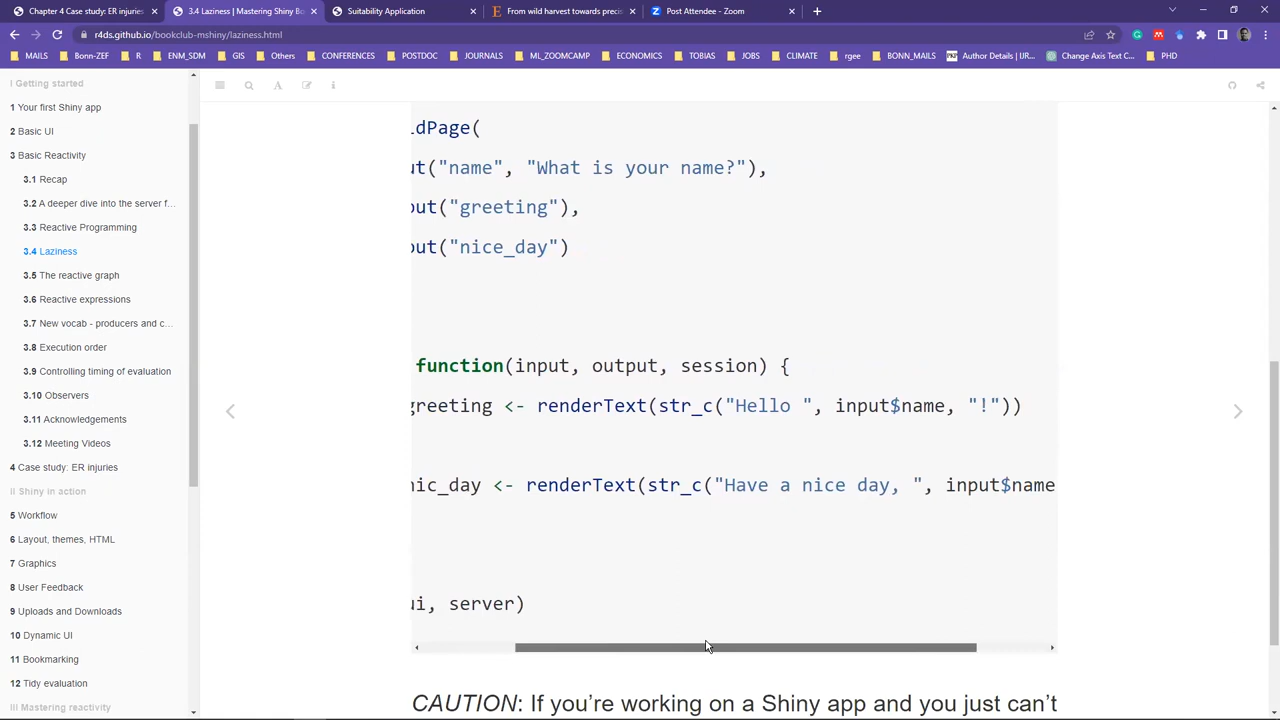 Chapter 4 Case study: ER injuries
3.4 Laziness | Mastering Shiny Bo
Suitability Application
From wild harvest towards precis
Post Attendee - Zoom
r4ds.github.io/bookclub-mshiny/laziness.html
MAILS
Bonn-ZEF
R
ENM_SDM
GIS
Others
CONFERENCES
POSTDOC
JOURNALS
ML_ZOOMCAMP
ECONOMICS
TOBIAS
JOBS
CLIMATE
rgee
BONN_MAILS
Author Details | IJR...
Change Axis Text C...
PHD
I Getting started
1 Your first Shiny app
2 Basic UI
3 Basic Reactivity
3.1 Recap
3.2 A deeper dive into the server f...
3.3 Reactive Programming
3.4 Laziness
3.5 The reactive graph
3.6 Reactive expressions
3.7 New vocab - producers and c...
3.8 Execution order
3.9 Controlling timing of evaluation
3.10 Observers
3.11 Acknowledgements
3.12 Meeting Videos
4 Case study: ER injuries
II Shiny in action
5 Workflow
6 Layout, themes, HTML
7 Graphics
8 User Feedback
9 Uploads and Downloads
10 Dynamic UI
11 Bookmarking
12 Tidy evaluation
III Mastering reactivity
idPage(
ut("name", "What is your name?"),
out("greeting"),
out("nice_day")
function(input, output, session) {
greeting <- renderText(str_c("Hello ", input$name, "!"))
nic_day <- renderText(str_c("Have a nice day, ", input$name
ui, server)
CAUTION: If you're working on a Shiny app and you just can't